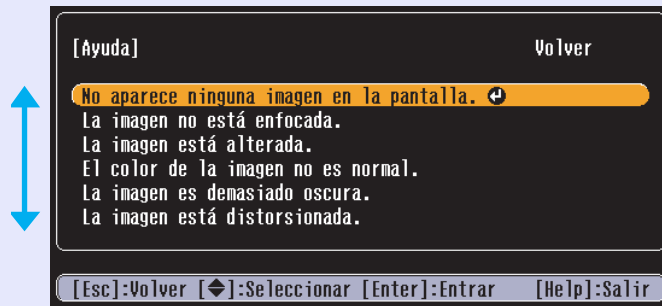 [Ayuda] Volver
No aparece ninguna imagen en la pantalla.
La imagen no está enfocada.
La imagen está alterada.
El color de la imagen no es normal.
La imagen es demasiado oscura.
La imagen está distorsionada.
[Esc]:Volver [◆]:Seleccionar [Enter]:Entrar [Help]:Salir